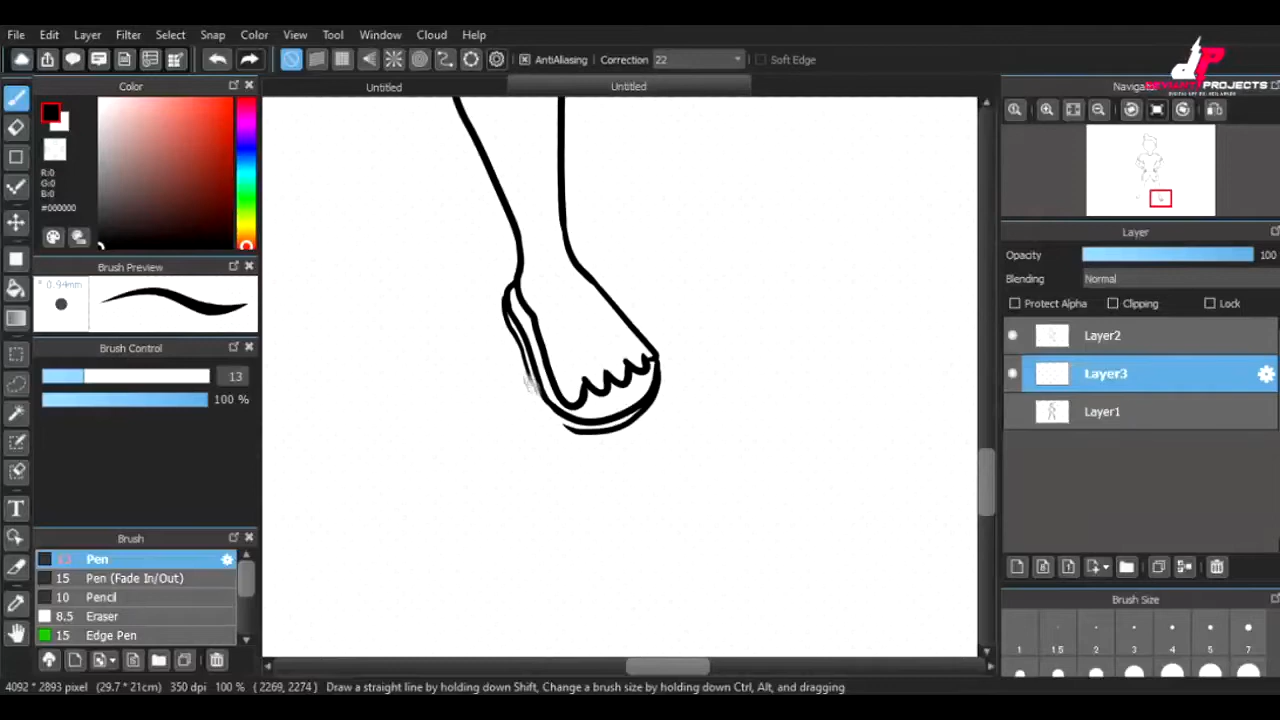 File Edit Layer Filter Select Snap Color View Tool Window Cloud Help
AntiAliasing Correction 22 Soft Edge
PROJECTS
Color Untitled Untitled
R:0
G:0
B:0
#000000
Brush Preview
* 0.94mm
Brush Control
13
100 %
Brush
Pen
15 Pen (Fade In/Out)
10 Pencil
8.5 Eraser
15 Edge Pen
Layer
Opacity 100
Blending Normal
Protect Alpha Clipping Lock
Layer2
Layer3
Layer1
Brush Size
1 1.5 2 3 4 5 7
4092 * 2893 pixel (29.7 * 21cm) 350 dpi 100 % ( 2269, 2274 ) Draw a straight line by holding down Shift, Change a brush size by holding down Ctrl, Alt, and dragging